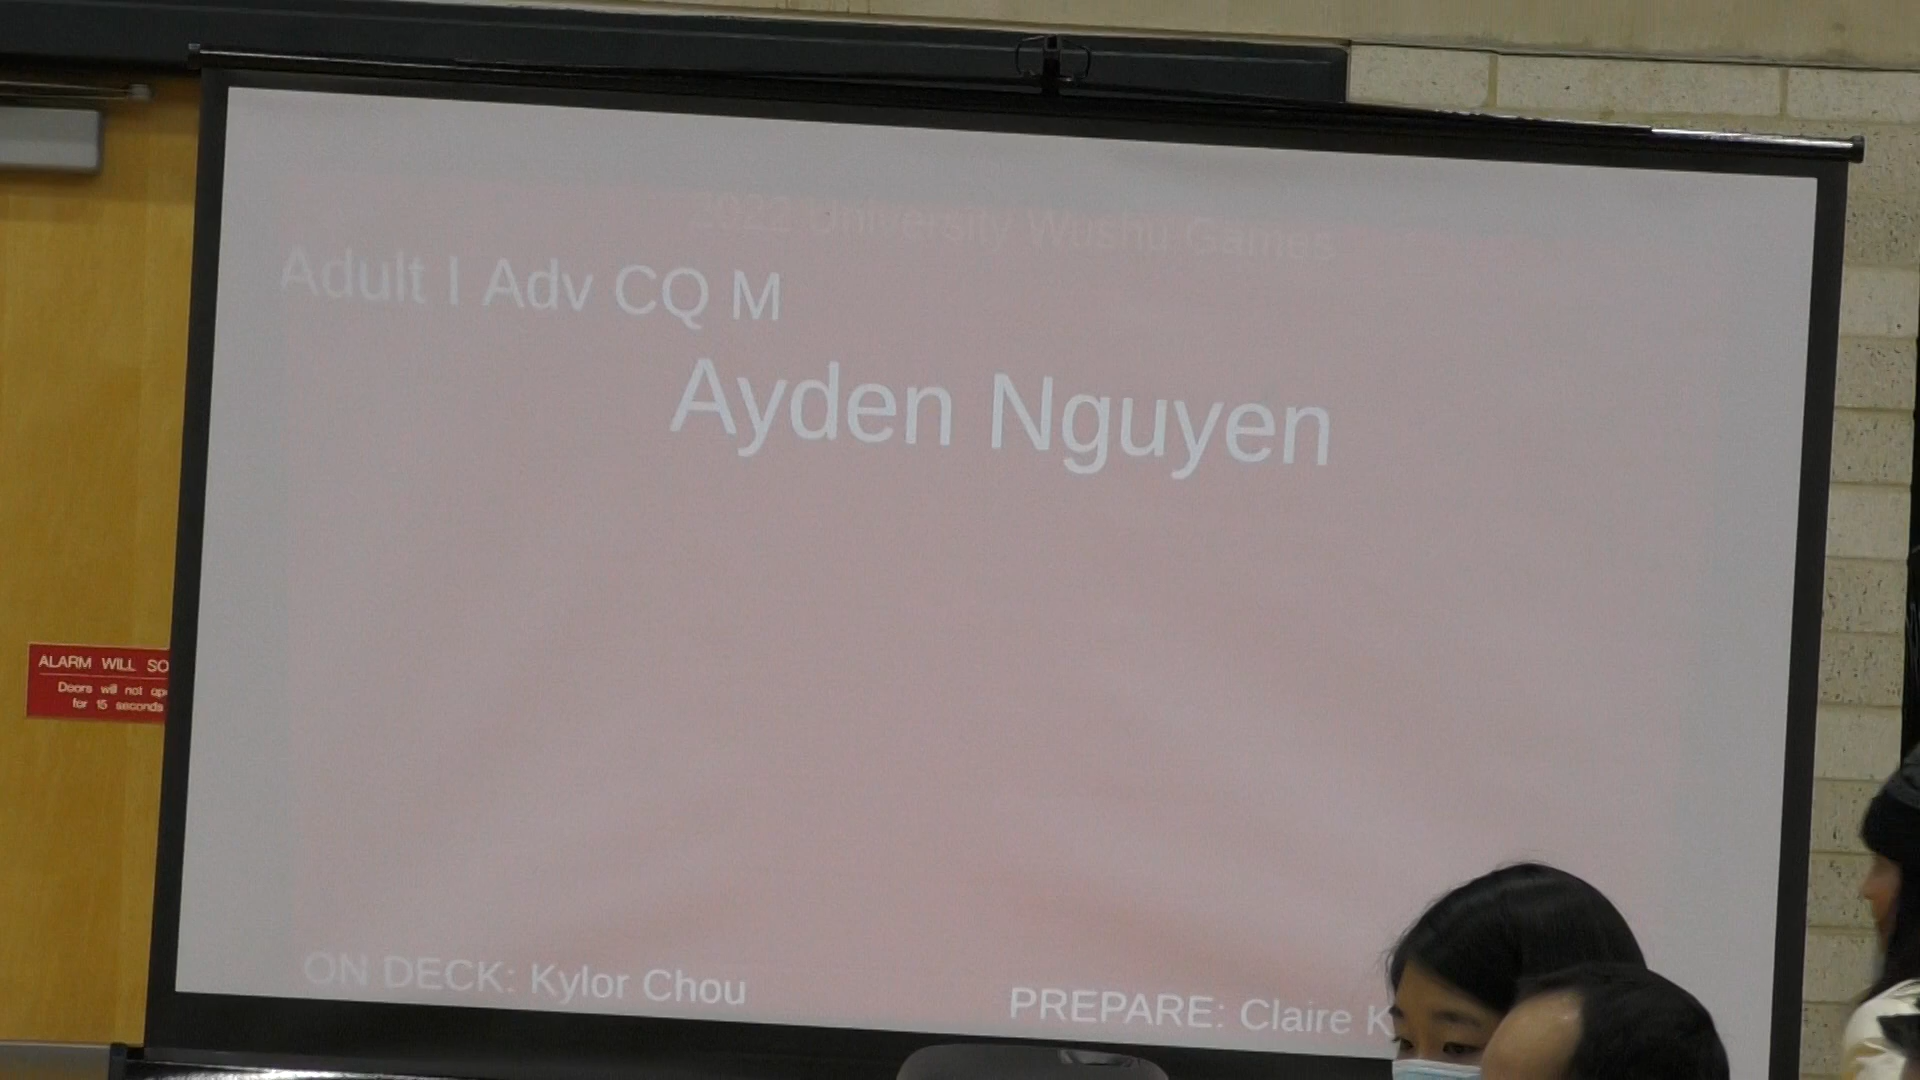 2022 University Wushu Games
Adult I Adv CQ M
Ayden Nguyen
ALARM WILL SO
Doors will not op
for 15 seconds
ON DECK: Kylor Chou
PREPARE: Claire K